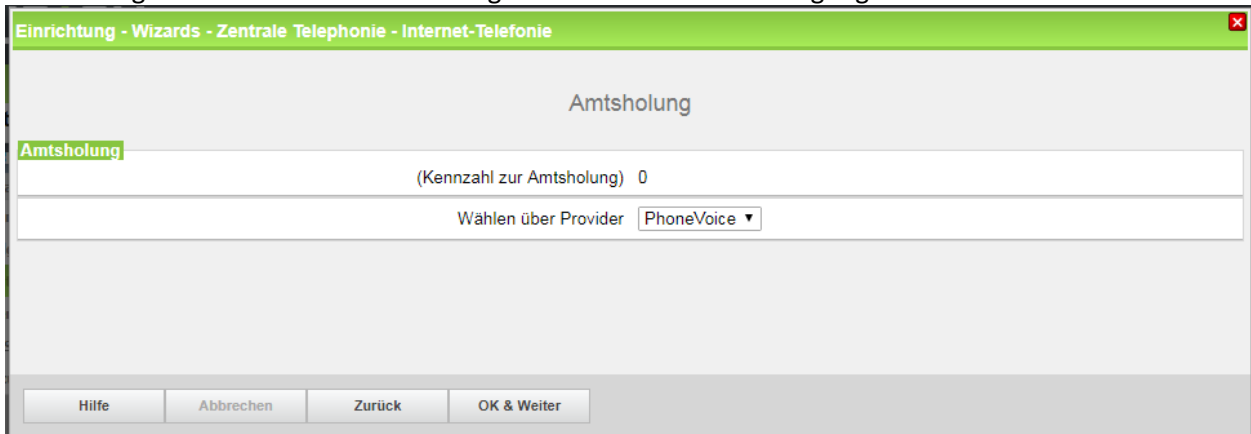 Einrichtung - Wizards - Zentrale Telephonie - Internet-Telefonie
Amtsholung
Amtsholung
(Kennzahl zur Amtsholung) 0
Wählen über Provider PhoneVoice
Hilfe Abbrechen Zurück OK & Weiter